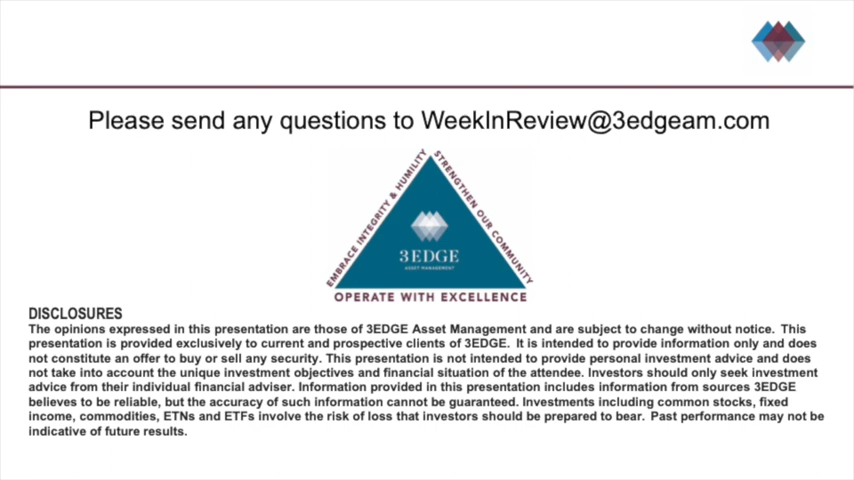 Please send any questions to WeekInReview@3edgeam.com
EMBRACE INTEGRITY & HUMILITY
STRENGTHEN OUR COMMUNITY
3EDGE
ASSET MANAGEMENT
OPERATE WITH EXCELLENCE
DISCLOSURES
The opinions expressed in this presentation are those of 3EDGE Asset Management and are subject to change without notice. This
presentation is provided exclusively to current and prospective clients of 3EDGE. It is intended to provide information only and does
not constitute an offer to buy or sell any security. This presentation is not intended to provide personal investment advice and does
not take into account the unique investment objectives and financial situation of the attendee. Investors should only seek investment
advice from their individual financial adviser. Information provided in this presentation includes information from sources 3EDGE
believes to be reliable, but the accuracy of such information cannot be guaranteed. Investments including common stocks, fixed
income, commodities, ETNs and ETFs involve the risk of loss that investors should be prepared to bear. Past performance may not be
indicative of future results.